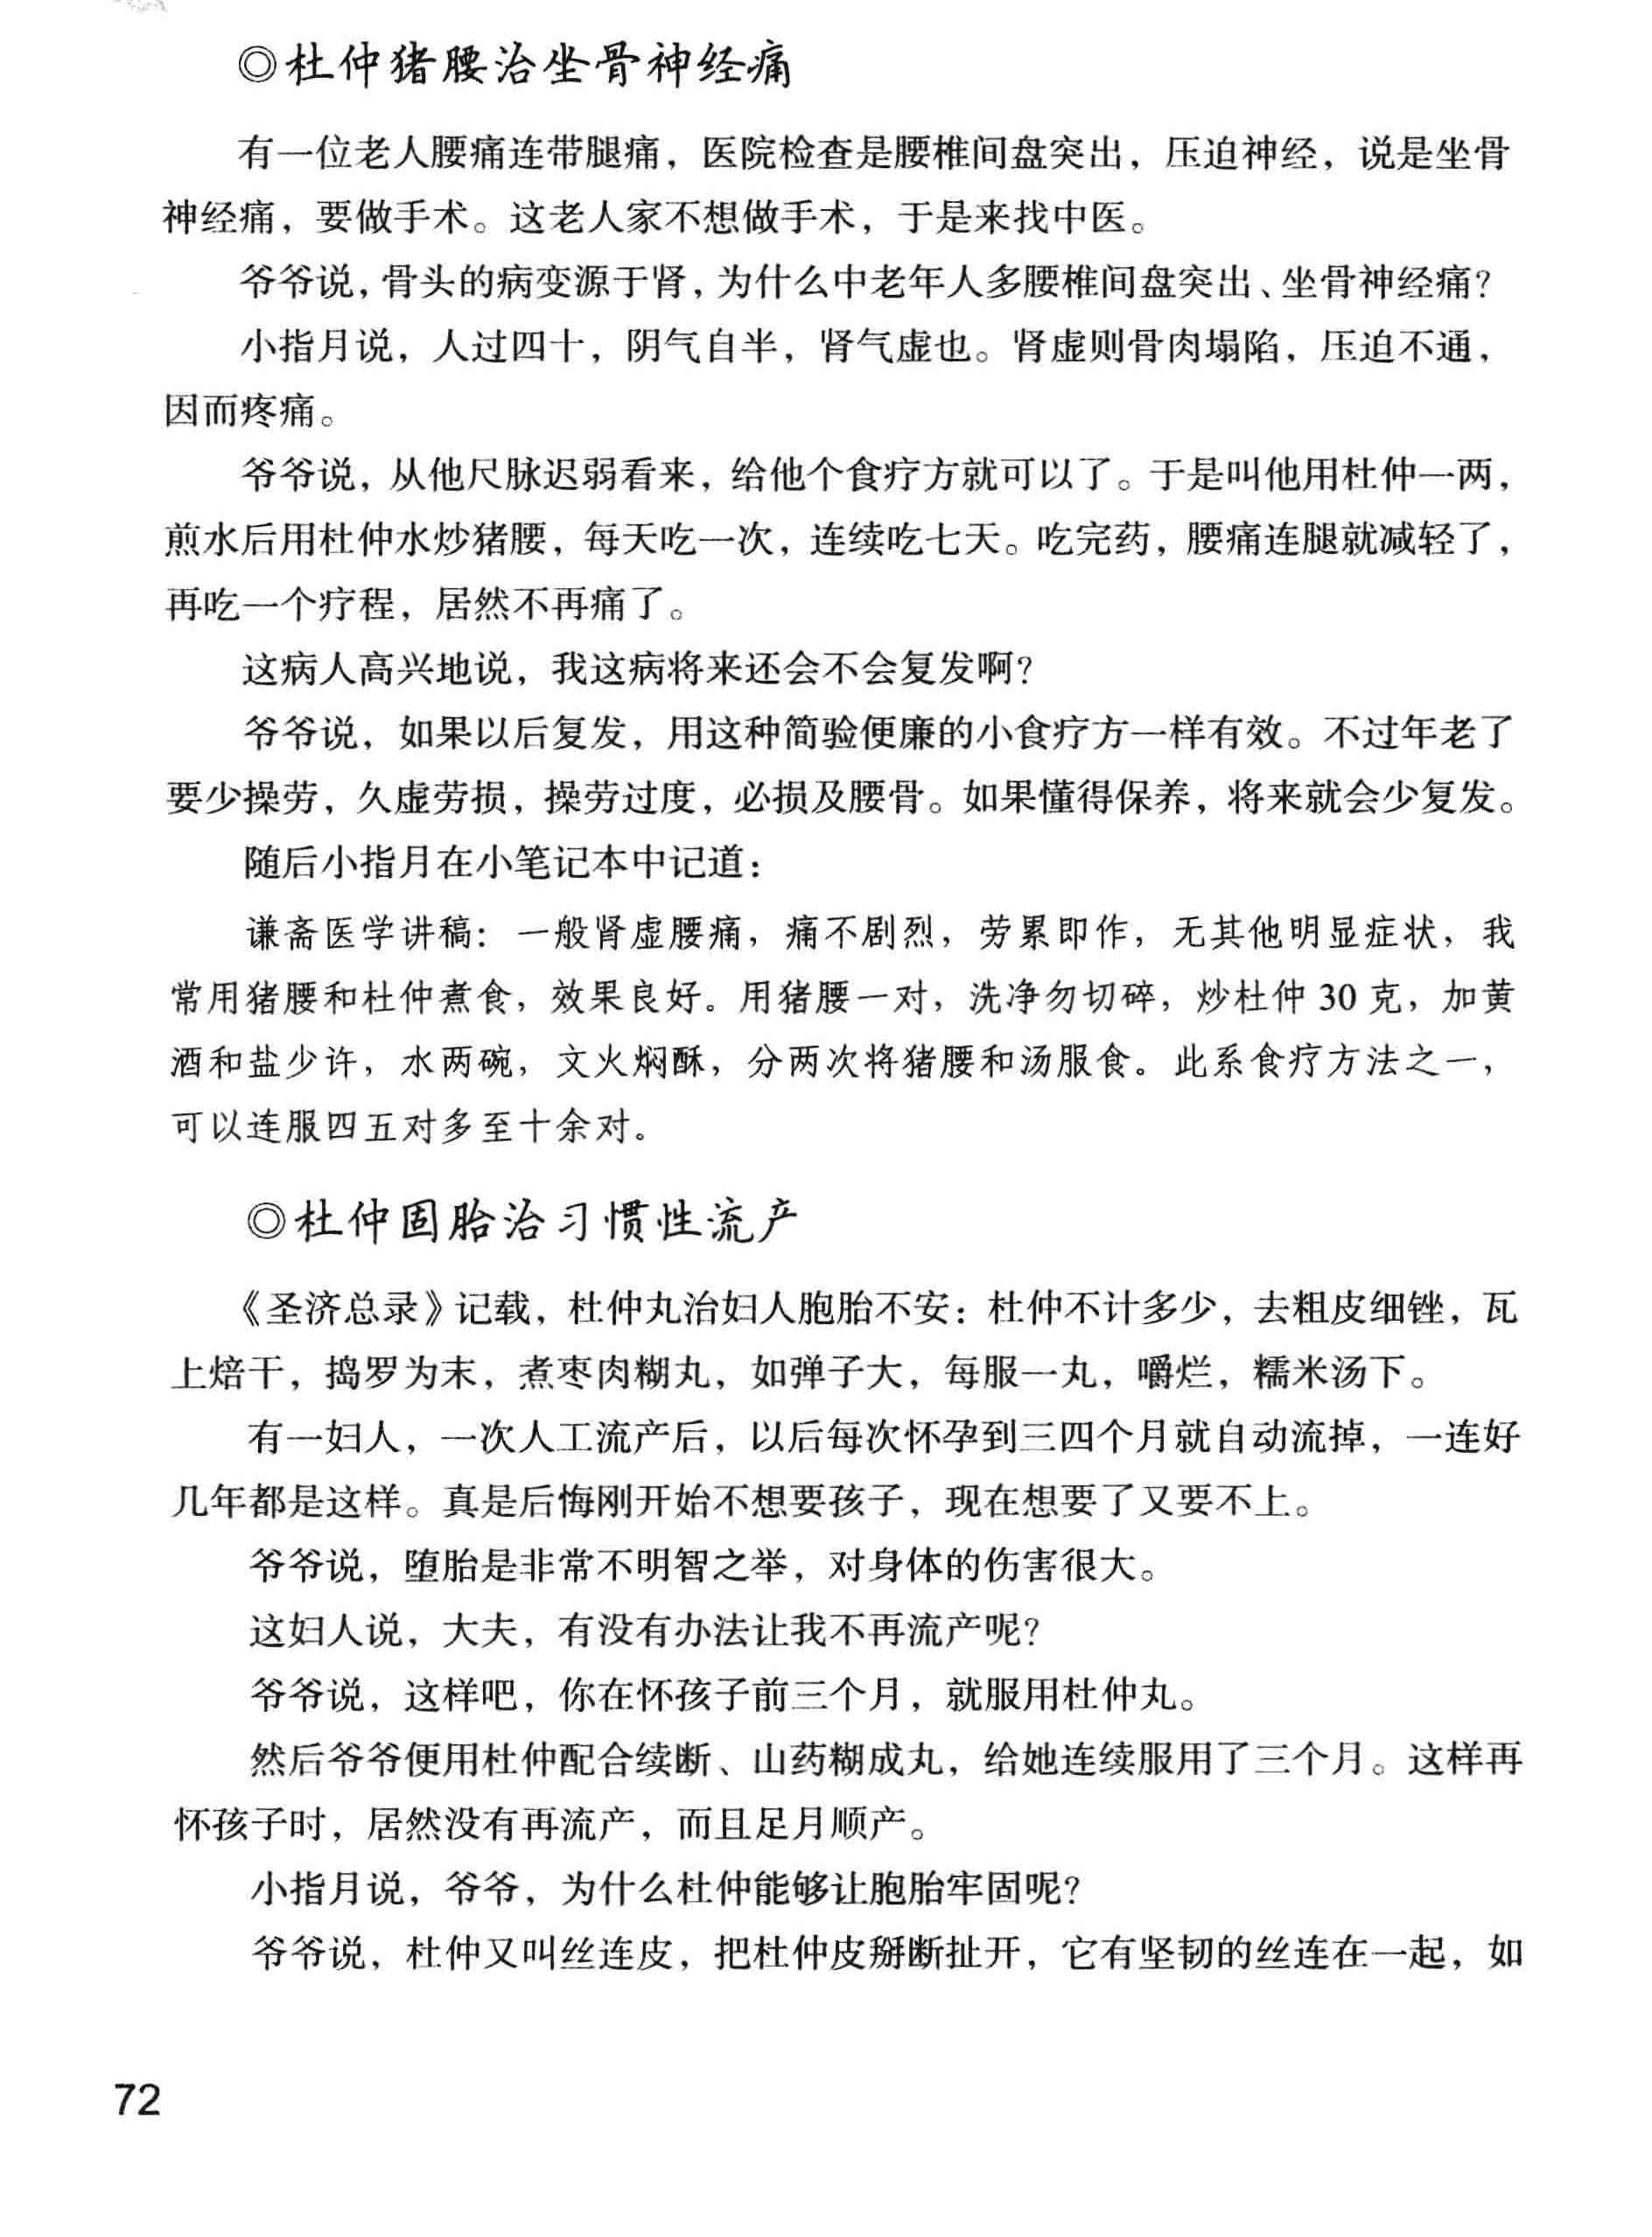 ◎杜仲猪腰治坐骨神经痛
有一位老人腰痛连带腿痛，医院检查是腰椎间盘突出，压迫神经，说是坐骨
神经痛，要做手术。这老人家不想做手术，于是来找中医。
爷爷说，骨头的病变源于肾，为什么中老年人多腰椎间盘突出、坐骨神经痛？
小指月说，人过四十，阴气自半，肾气虚也。肾虚则骨肉塌陷，压迫不通，
因而疼痛。
爷爷说，从他尺脉迟弱看来，给他个食疗方就可以了。于是叫他用杜仲一两，
煎水后用杜仲水炒猪腰，每天吃一次，连续吃七天。吃完药，腰痛连腿就减轻了，
再吃一个疗程，居然不再痛了。
这病人高兴地说，我这病将来还会不会复发啊？
爷爷说，如果以后复发，用这种简验便廉的小食疗方一样有效。不过年老了
要少操劳，久虚劳损，操劳过度，必损及腰骨。如果懂得保养，将来就会少复发。
随后小指月在小笔记本中记道：
谦斋医学讲稿：一般肾虚腰痛，痛不剧烈，劳累即作，无其他明显症状，我
常用猪腰和杜仲煮食，效果良好。用猪腰一对，洗净勿切碎，炒杜仲 30 克，加黄
酒和盐少许，水两碗，文火焖酥，分两次将猪腰和汤服食。此系食疗方法之一，
可以连服四五对多至十余对。
◎杜仲固胎治习惯性流产
《圣济总录》记载，杜仲丸治妇人胞胎不安：杜仲不计多少，去粗皮细锉，瓦
上焙干，捣罗为末，煮枣肉糊丸，如弹子大，每服一丸，嚼烂，糯米汤下。
有一妇人，一次人工流产后，以后每次怀孕到三四个月就自动流掉，一连好
几年都是这样。真是后悔刚开始不想要孩子，现在想要了又要不上。
爷爷说，堕胎是非常不明智之举，对身体的伤害很大。
这妇人说，大夫，有没有办法让我不再流产呢？
爷爷说，这样吧，你在怀孩子前三个月，就服用杜仲丸。
然后爷爷便用杜仲配合续断、山药糊成丸，给她连续服用了三个月。这样再
怀孩子时，居然没有再流产，而且足月顺产。
小指月说，爷爷，为什么杜仲能够让胞胎牢固呢？
爷爷说，杜仲又叫丝连皮，把杜仲皮掰断扯开，它有坚韧的丝连在一起，如
72